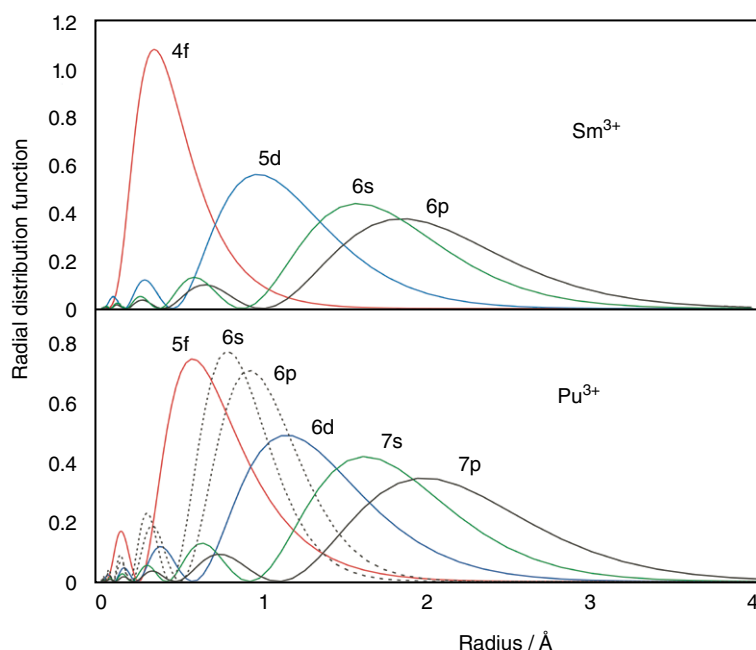 Radial distribution function
1.2
1.0
0.8
0.6
0.4
0.2
0
4f
5d
6s
6p
Sm³⁺
0.8
0.6
0.4
0.2
0
5f
6s
6p
6d
7s
7p
Pu³⁺
0 1 2 3 4
Radius / Å